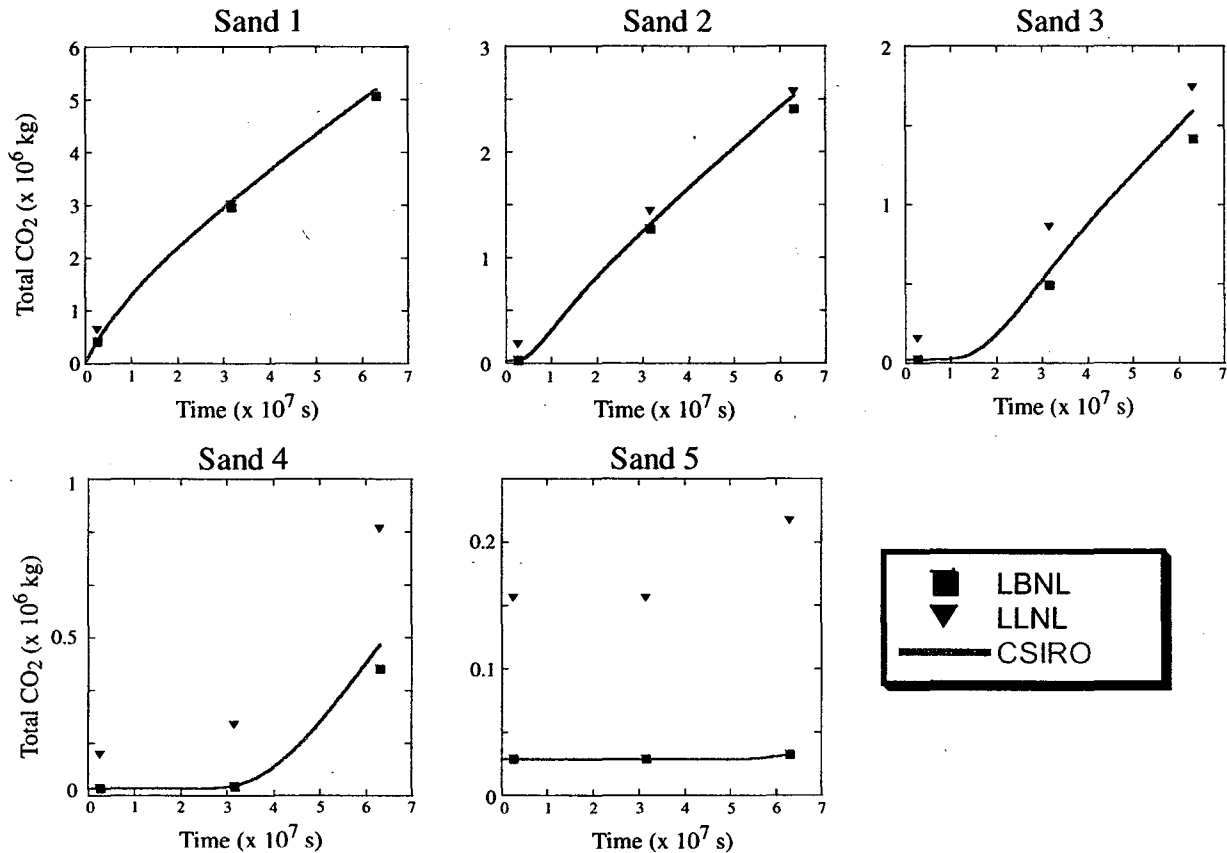 Sand 1
Sand 2
Sand 3
Total CO2 (x 10^6 kg)
6
5
4
3
2
1
0
0 1 2 3 4 5 6 7
Time (x 10^7 s)
3
2
1
0
0 1 2 3 4 5 6 7
Time (x 10^7 s)
2
1
0
0 1 2 3 4 5 6 7
Time (x 10^7 s)
Sand 4
Sand 5
Total CO2 (x 10^6 kg)
1
0.5
0
0 1 2 3 4 5 6 7
Time (x 10^7 s)
0.2
0.1
0
0 1 2 3 4 5 6 7
Time (x 10^7 s)
LBNL
LLNL
CSIRO